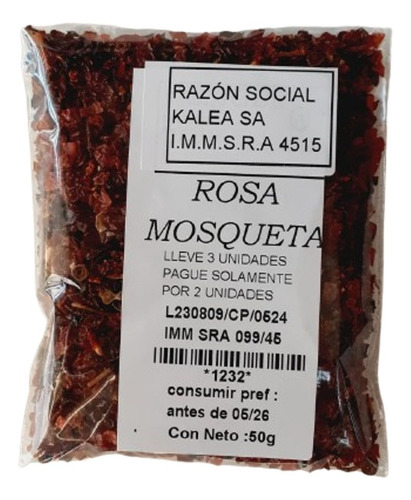 RAZÓN SOCIAL
KALEA SA
I.M.M.S.R.A 4515
ROSA
MOSQUETA
LLEVE 3 UNIDADES
PAGUE SOLAMENTE
POR 2 UNIDADES
L230809/CP/0524
IMM SRA 099/45
*1232*
consumir pref :
antes de 05/26
Con Neto :50g